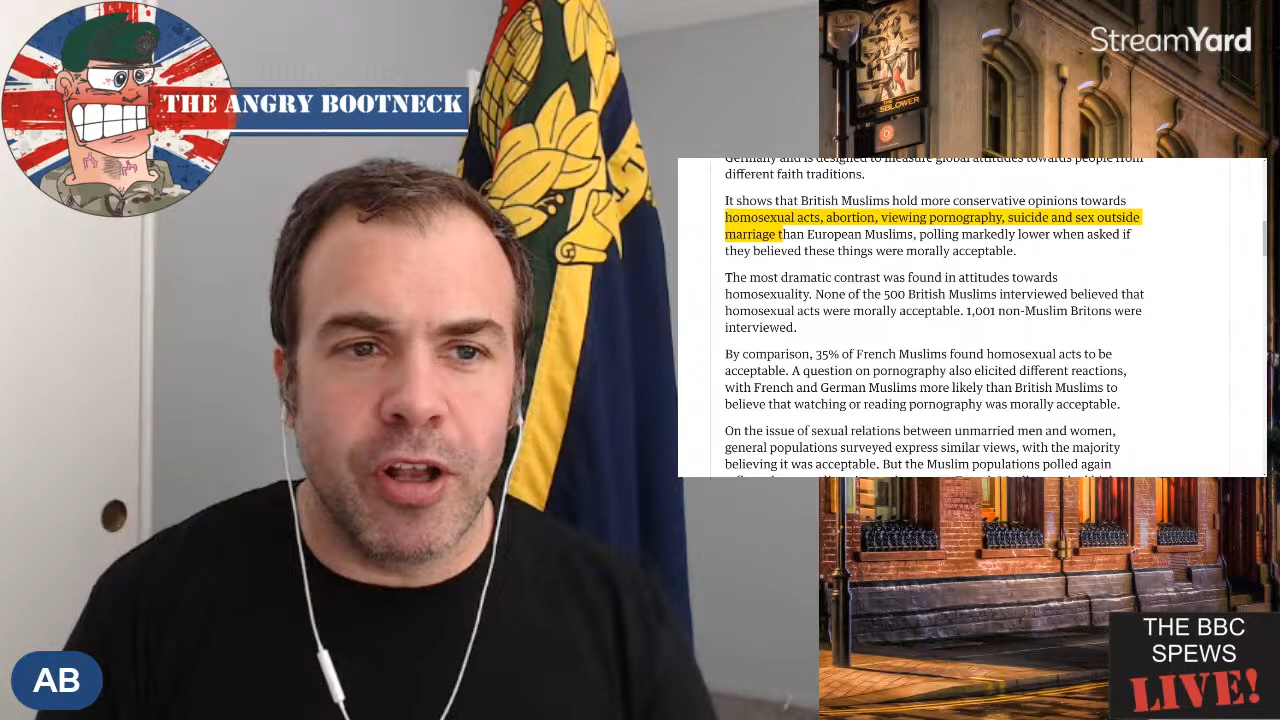 StreamYard
THE ANGRY BOOTNECK
SBLOWER
Germany and is designed to measure global attitudes towards people from
different faith traditions.
It shows that British Muslims hold more conservative opinions towards
homosexual acts, abortion, viewing pornography, suicide and sex outside
marriage than European Muslims, polling markedly lower when asked if
they believed these things were morally acceptable.
The most dramatic contrast was found in attitudes towards
homosexuality. None of the 500 British Muslims interviewed believed that
homosexual acts were morally acceptable. 1,001 non-Muslim Britons were
interviewed.
By comparison, 35% of French Muslims found homosexual acts to be
acceptable. A question on pornography also elicited different reactions,
with French and German Muslims more likely than British Muslims to
believe that watching or reading pornography was morally acceptable.
On the issue of sexual relations between unmarried men and women,
general populations surveyed express similar views, with the majority
believing it was acceptable. But the Muslim populations polled again
AB
THE BBC
SPEWS
LIVE!